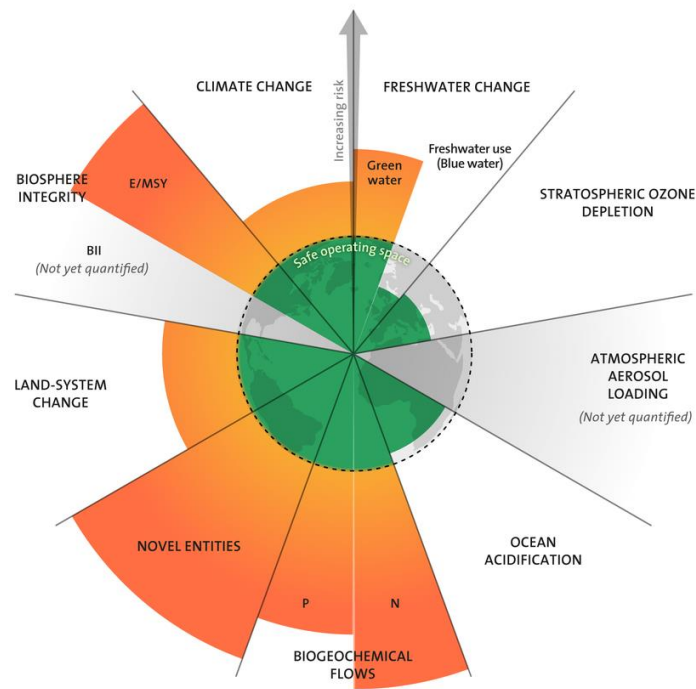 CLIMATE CHANGE
Increasing risk
FRESHWATER CHANGE
Green
water
Freshwater use
(Blue water)
BIOSPHERE
INTEGRITY
E/MSY
STRATOSPHERIC OZONE
DEPLETION
BII
(Not yet quantified)
Safe operating space
LAND-SYSTEM
CHANGE
ATMOSPHERIC
AEROSOL
LOADING
(Not yet quantified)
NOVEL ENTITIES
OCEAN
ACIDIFICATION
P
N
BIOGEOCHEMICAL
FLOWS